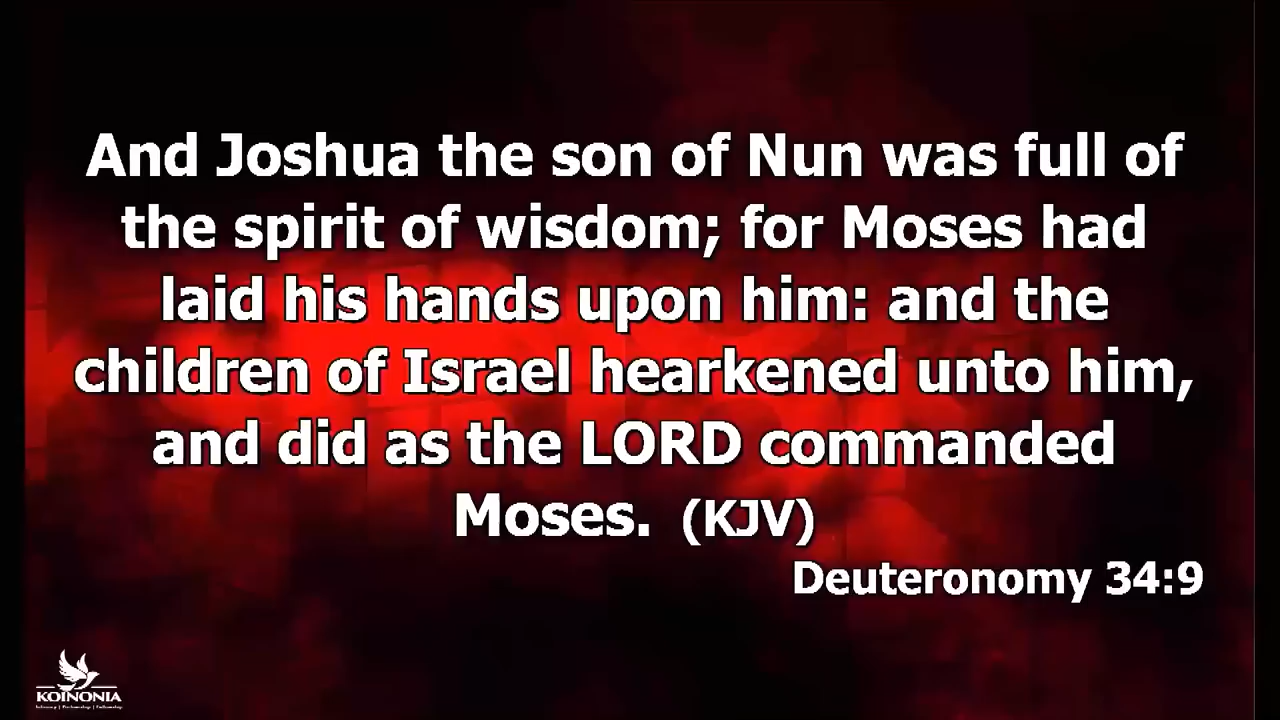 And Joshua the son of Nun was full of
the spirit of wisdom; for Moses had
laid his hands upon him: and the
children of Israel hearkened unto him,
and did as the LORD commanded
Moses. (KJV)
Deuteronomy 34:9
KOINONIA